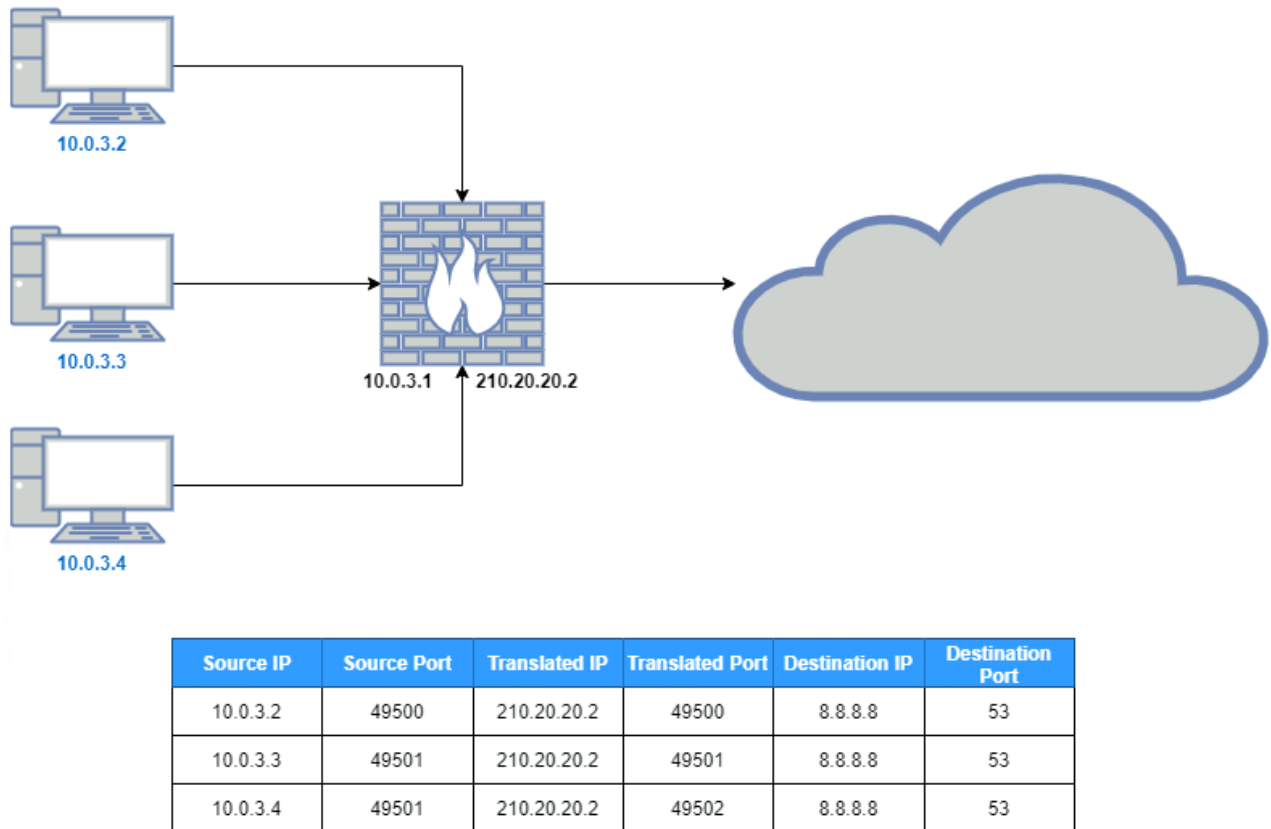 10.0.3.2
10.0.3.3
10.0.3.1 210.20.20.2
10.0.3.4
Source IP Source Port Translated IP Translated Port Destination IP Destination Port
10.0.3.2 49500 210.20.20.2 49500 8.8.8.8 53
10.0.3.3 49501 210.20.20.2 49501 8.8.8.8 53
10.0.3.4 49501 210.20.20.2 49502 8.8.8.8 53